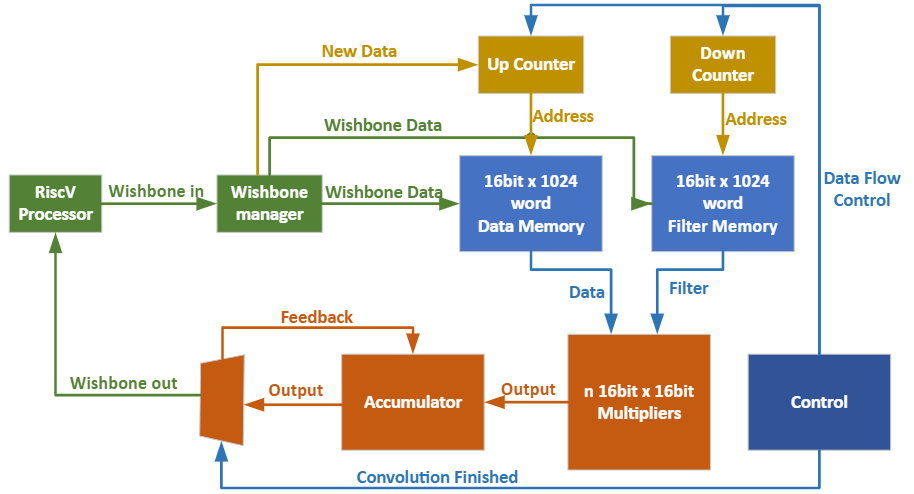 New Data
Up Counter
Down
Counter
Address
Address
Wishbone Data
RiscV
Processor
Wishbone in
Wishbone
manager
Wishbone Data
16bit x 1024
word
Data Memory
16bit x 1024
word
Filter Memory
Data Flow
Control
Data
Filter
Feedback
Wishbone out
Output
Accumulator
Output
n 16bit x 16bit
Multipliers
Control
Convolution Finished